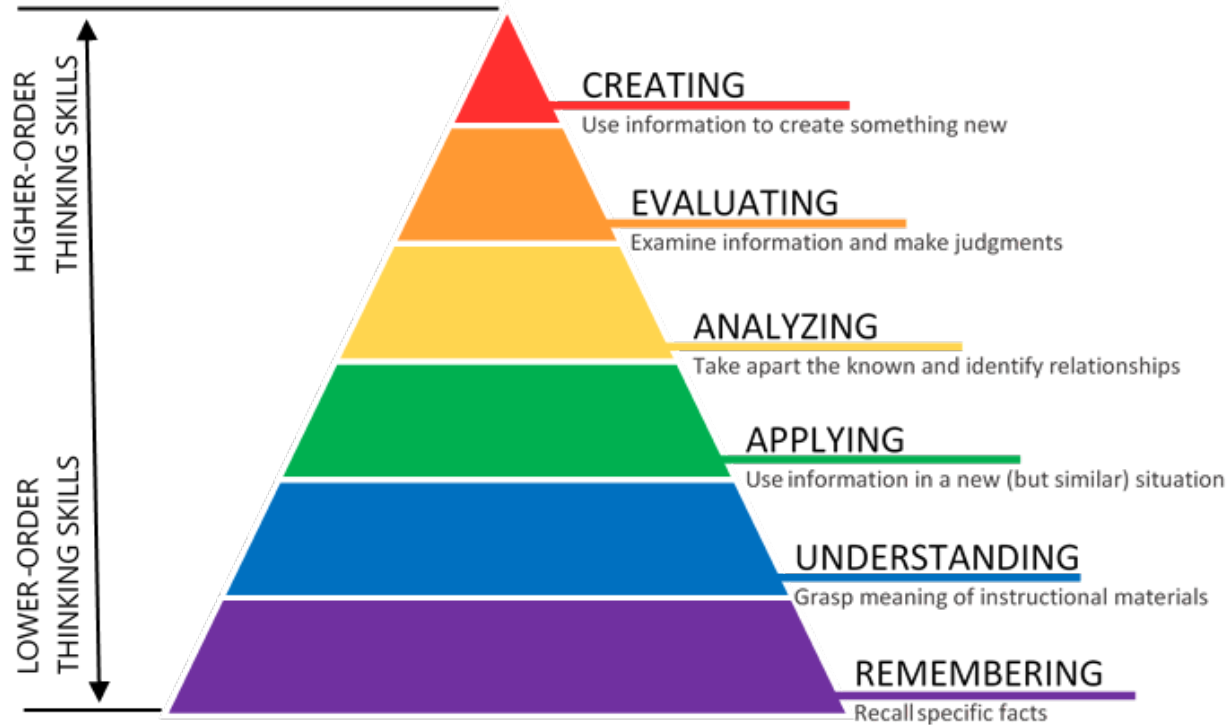 HIGHER-ORDER
THINKING SKILLS
LOWER-ORDER
THINKING SKILLS
CREATING
Use information to create something new
EVALUATING
Examine information and make judgments
ANALYZING
Take apart the known and identify relationships
APPLYING
Use information in a new (but similar) situation
UNDERSTANDING
Grasp meaning of instructional materials
REMEMBERING
Recall specific facts